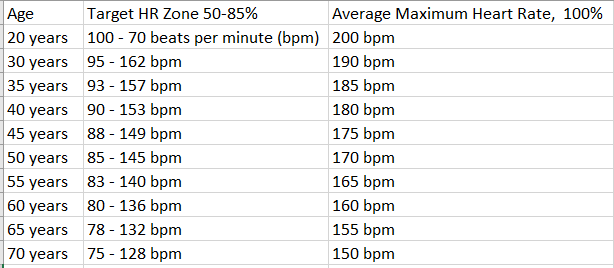 Age Target HR Zone 50-85% Average Maximum Heart Rate, 100%
20 years 100 - 70 beats per minute (bpm) 200 bpm
30 years 95 - 162 bpm 190 bpm
35 years 93 - 157 bpm 185 bpm
40 years 90 - 153 bpm 180 bpm
45 years 88 - 149 bpm 175 bpm
50 years 85 - 145 bpm 170 bpm
55 years 83 - 140 bpm 165 bpm
60 years 80 - 136 bpm 160 bpm
65 years 78 - 132 bpm 155 bpm
70 years 75 - 128 bpm 150 bpm